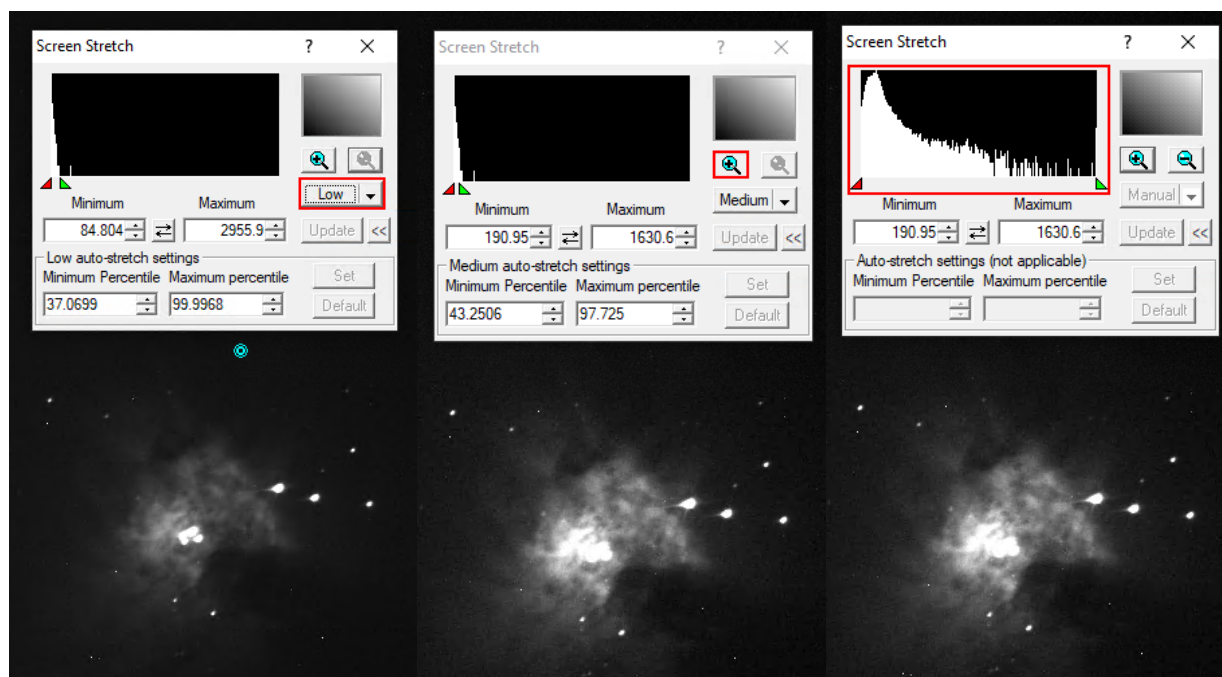 Screen Stretch ? ×
Low
Minimum Maximum
84.804 2955.9 Update <<
Low auto-stretch settings
Minimum Percentile Maximum percentile Set
37.0699 99.9968 Default
Screen Stretch ? ×
Medium
Minimum Maximum
190.95 1630.6 Update <<
Medium auto-stretch settings
Minimum Percentile Maximum percentile Set
43.2506 97.725 Default
Screen Stretch ? ×
Manual
Minimum Maximum
190.95 1630.6 Update <<
Auto-stretch settings (not applicable)
Minimum Percentile Maximum percentile Set
Default